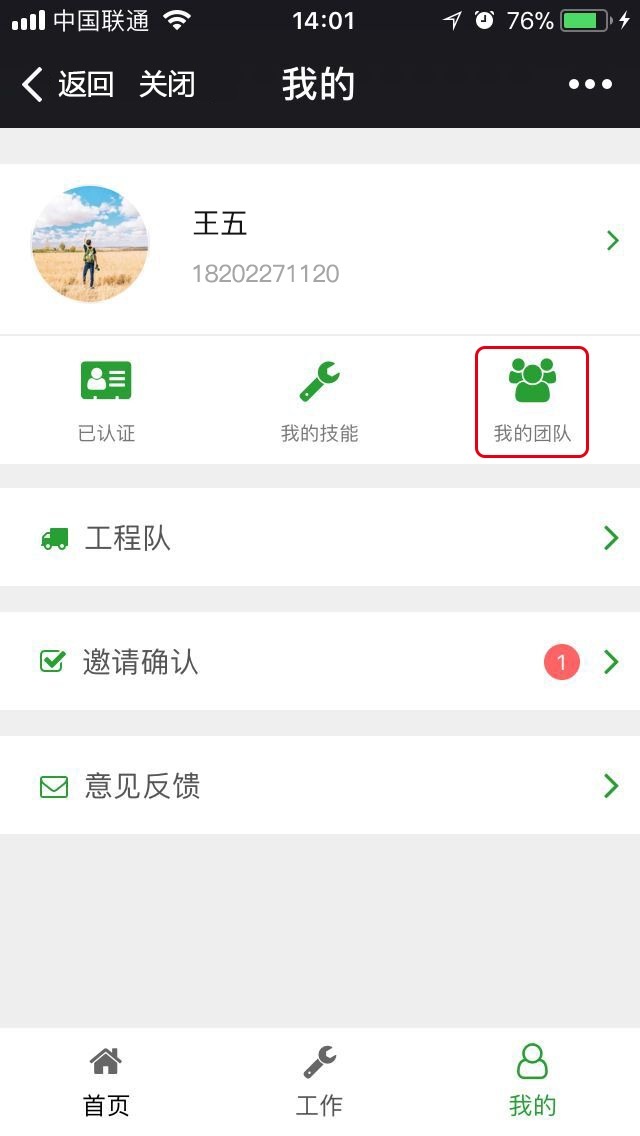 中国联通 14:01 76%
返回 关闭 我的
王五
18202271120
已认证 我的技能 我的团队
工程队
邀请确认 1
意见反馈
首页 工作 我的